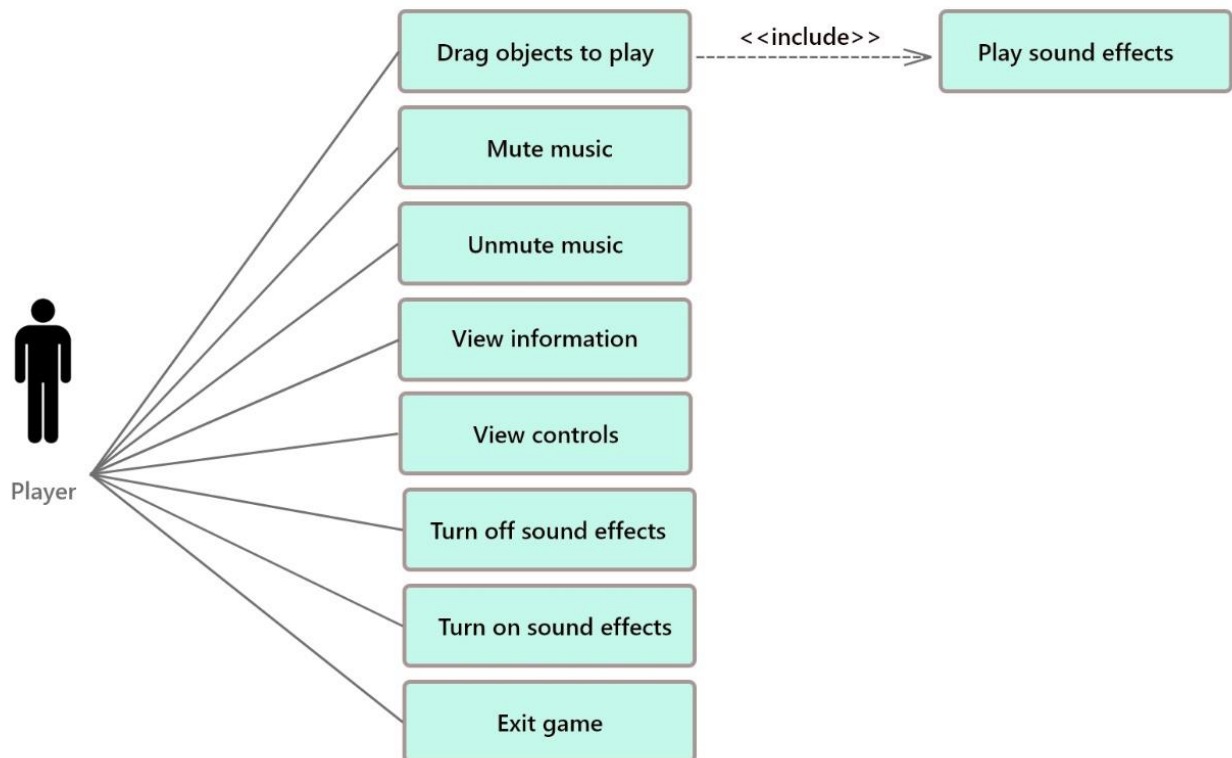 Drag objects to play
<<include>>
Play sound effects
Mute music
Unmute music
View information
View controls
Player
Turn off sound effects
Turn on sound effects
Exit game